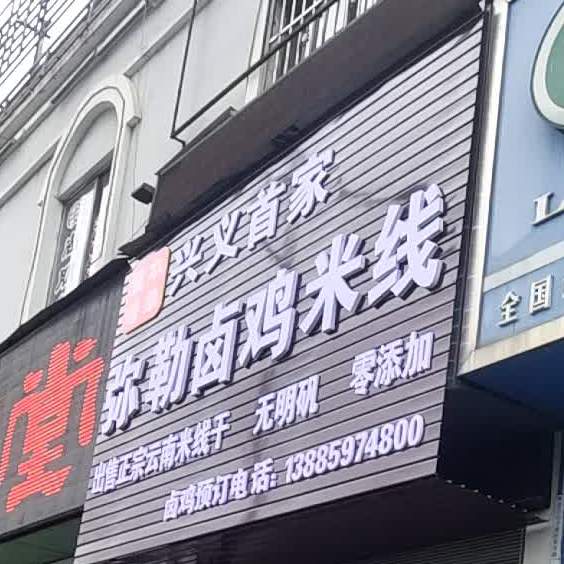 兴义首家
弥勒卤鸡米线
出售正宗云南米线干 无明矾 零添加
卤鸡预订电话: 13885974800
堂
L
全国